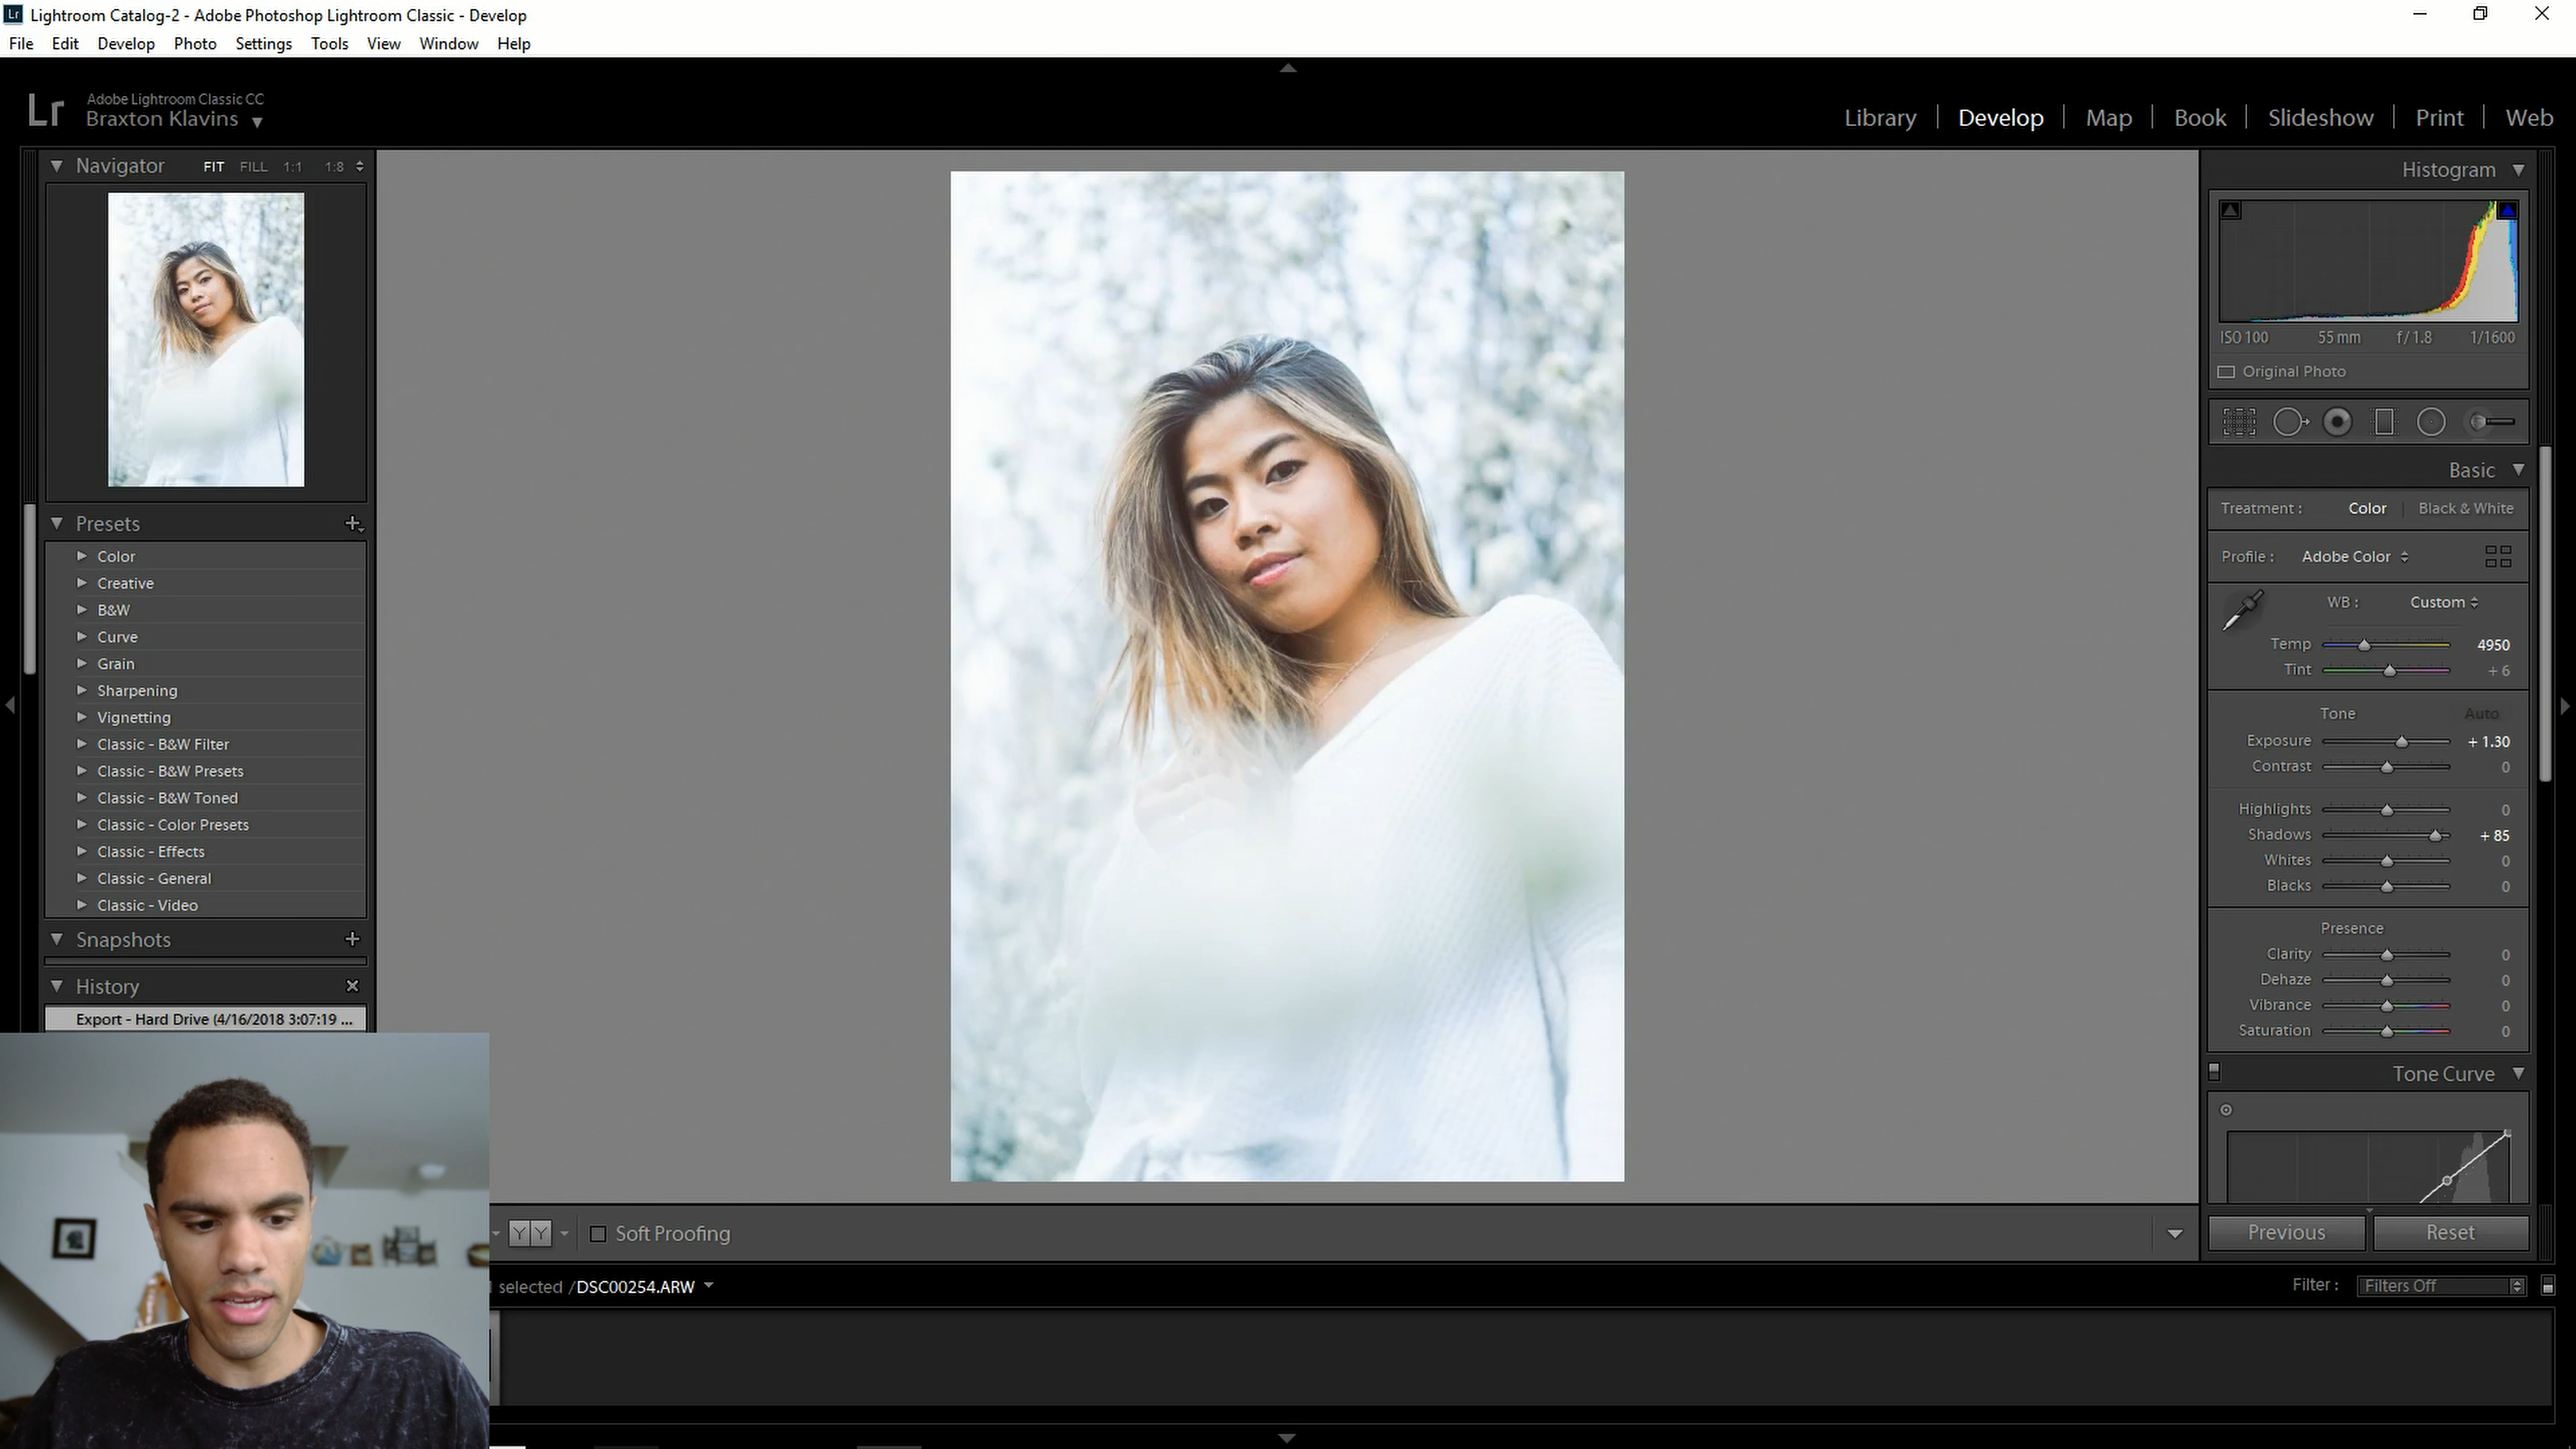 Lr Lightroom Catalog-2 - Adobe Photoshop Lightroom Classic - Develop
File Edit Develop Photo Settings Tools View Window Help
Lr Adobe Lightroom Classic CC
Braxton Klavins
Library | Develop | Map | Book | Slideshow | Print | Web
Navigator FIT FILL 1:1 1:8
Presets +
Color
Creative
B&W
Curve
Grain
Sharpening
Vignetting
Classic - B&W Filter
Classic - B&W Presets
Classic - B&W Toned
Classic - Color Presets
Classic - Effects
Classic - General
Classic - Video
Snapshots +
History ×
Export - Hard Drive (4/16/2018 3:07:19 ...
Histogram
ISO 100 55 mm f/1.8 1/1600
Original Photo
Basic
Treatment : Color | Black & White
Profile : Adobe Color
WB : Custom
Temp 4950
Tint + 6
Tone Auto
Exposure + 1.30
Contrast 0
Highlights 0
Shadows + 85
Whites 0
Blacks 0
Presence
Clarity 0
Dehaze 0
Vibrance 0
Saturation 0
Tone Curve
Previous Reset
YY Soft Proofing
selected /DSC00254.ARW
Filter : Filters Off